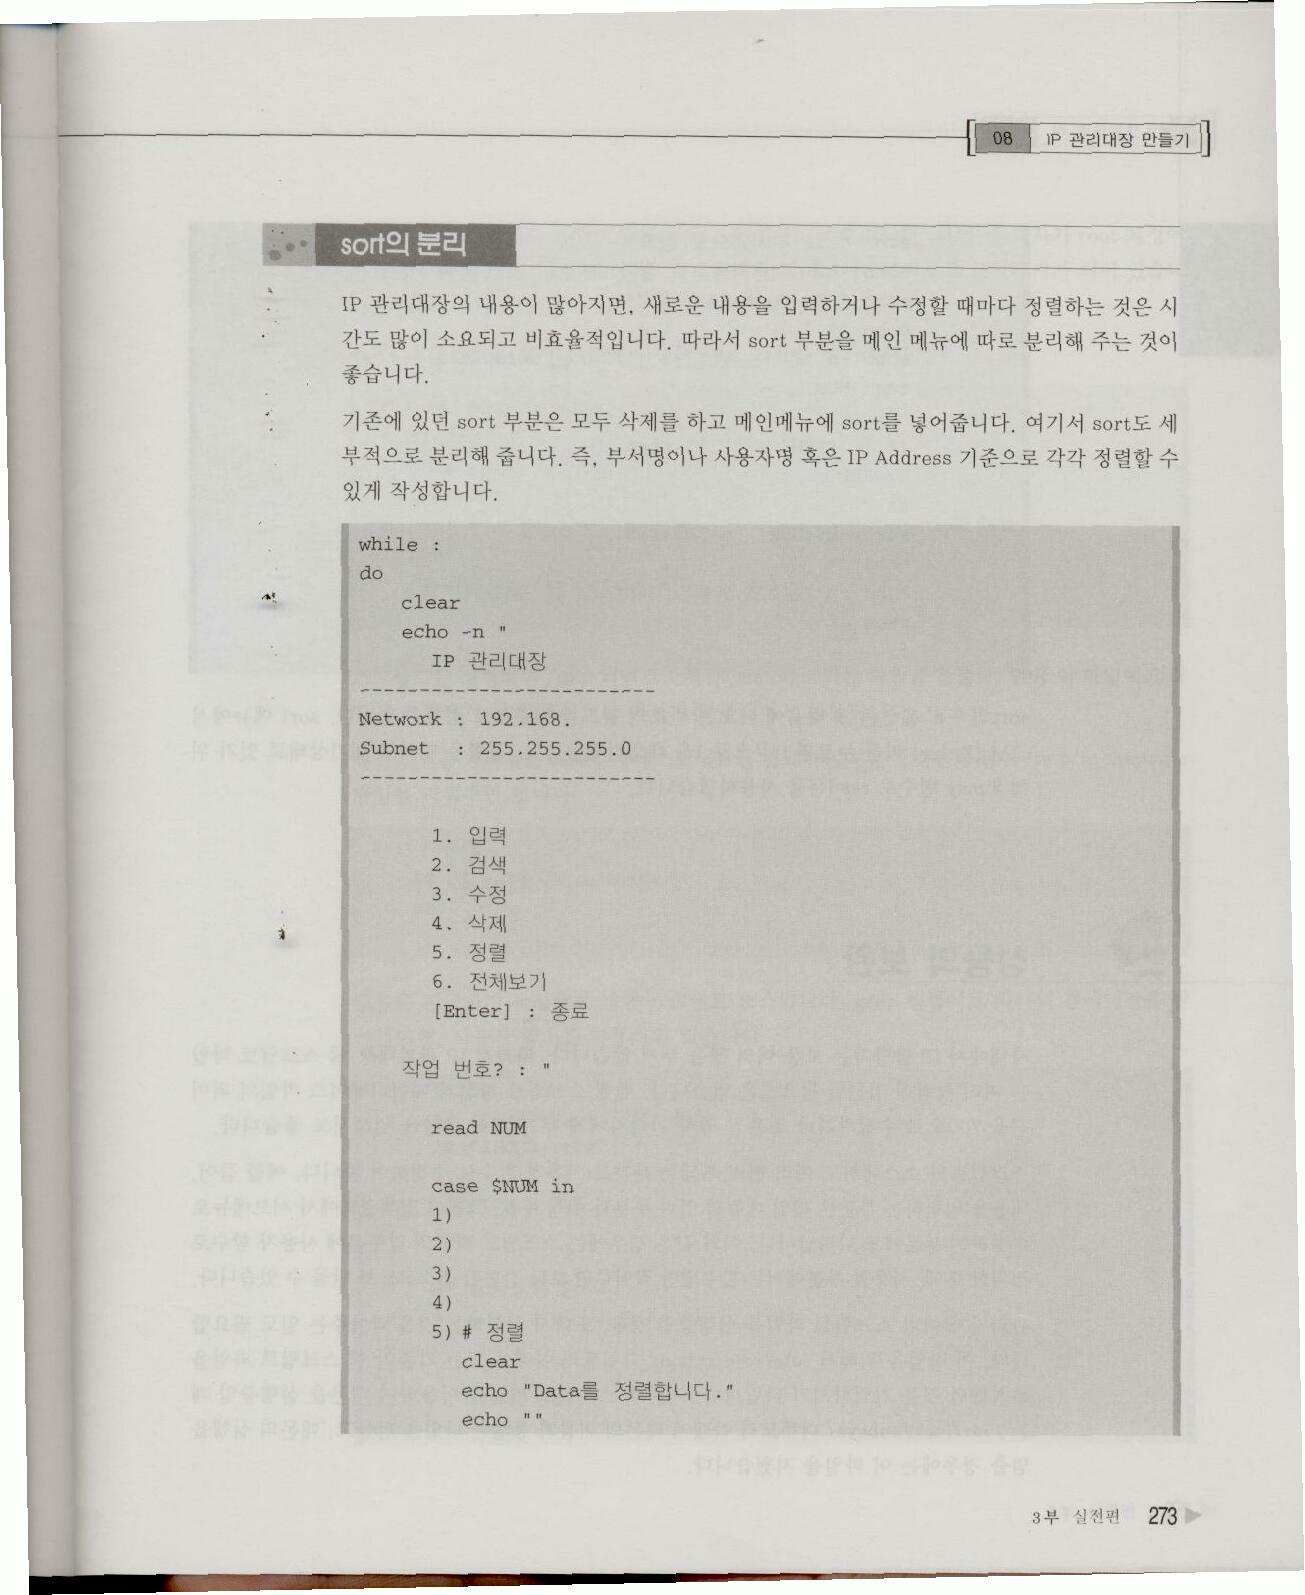 08 IP 관리대장 만들기
sort의 분리
IP 관리대장의 내용이 많아지면, 새로운 내용을 입력하거나 수정할 때마다 정렬하는 것은 시
간도 많이 소요되고 비효율적입니다. 따라서 sort 부분을 메인 메뉴에 따로 분리해 주는 것이
좋습니다.
기존에 있던 sort 부분은 모두 삭제를 하고 메인메뉴에 sort를 넣어줍니다. 여기서 sort도 세
부적으로 분리해 줍니다. 즉, 부서명이나 사용자명 혹은 IP Address 기준으로 각각 정렬할 수
있게 작성합니다.
while :
do
clear
echo -n "
IP 관리대장
-------------------------
Network : 192.168.
Subnet : 255.255.255.0
-------------------------
1. 입력
2. 검색
3. 수정
4. 삭제
5. 정렬
6. 전체보기
[Enter] : 종료
작업 번호? : "
read NUM
case $NUM in
1)
2)
3)
4)
5) # 정렬
clear
echo "Data를 정렬합니다."
echo ""
3부 실전편 273